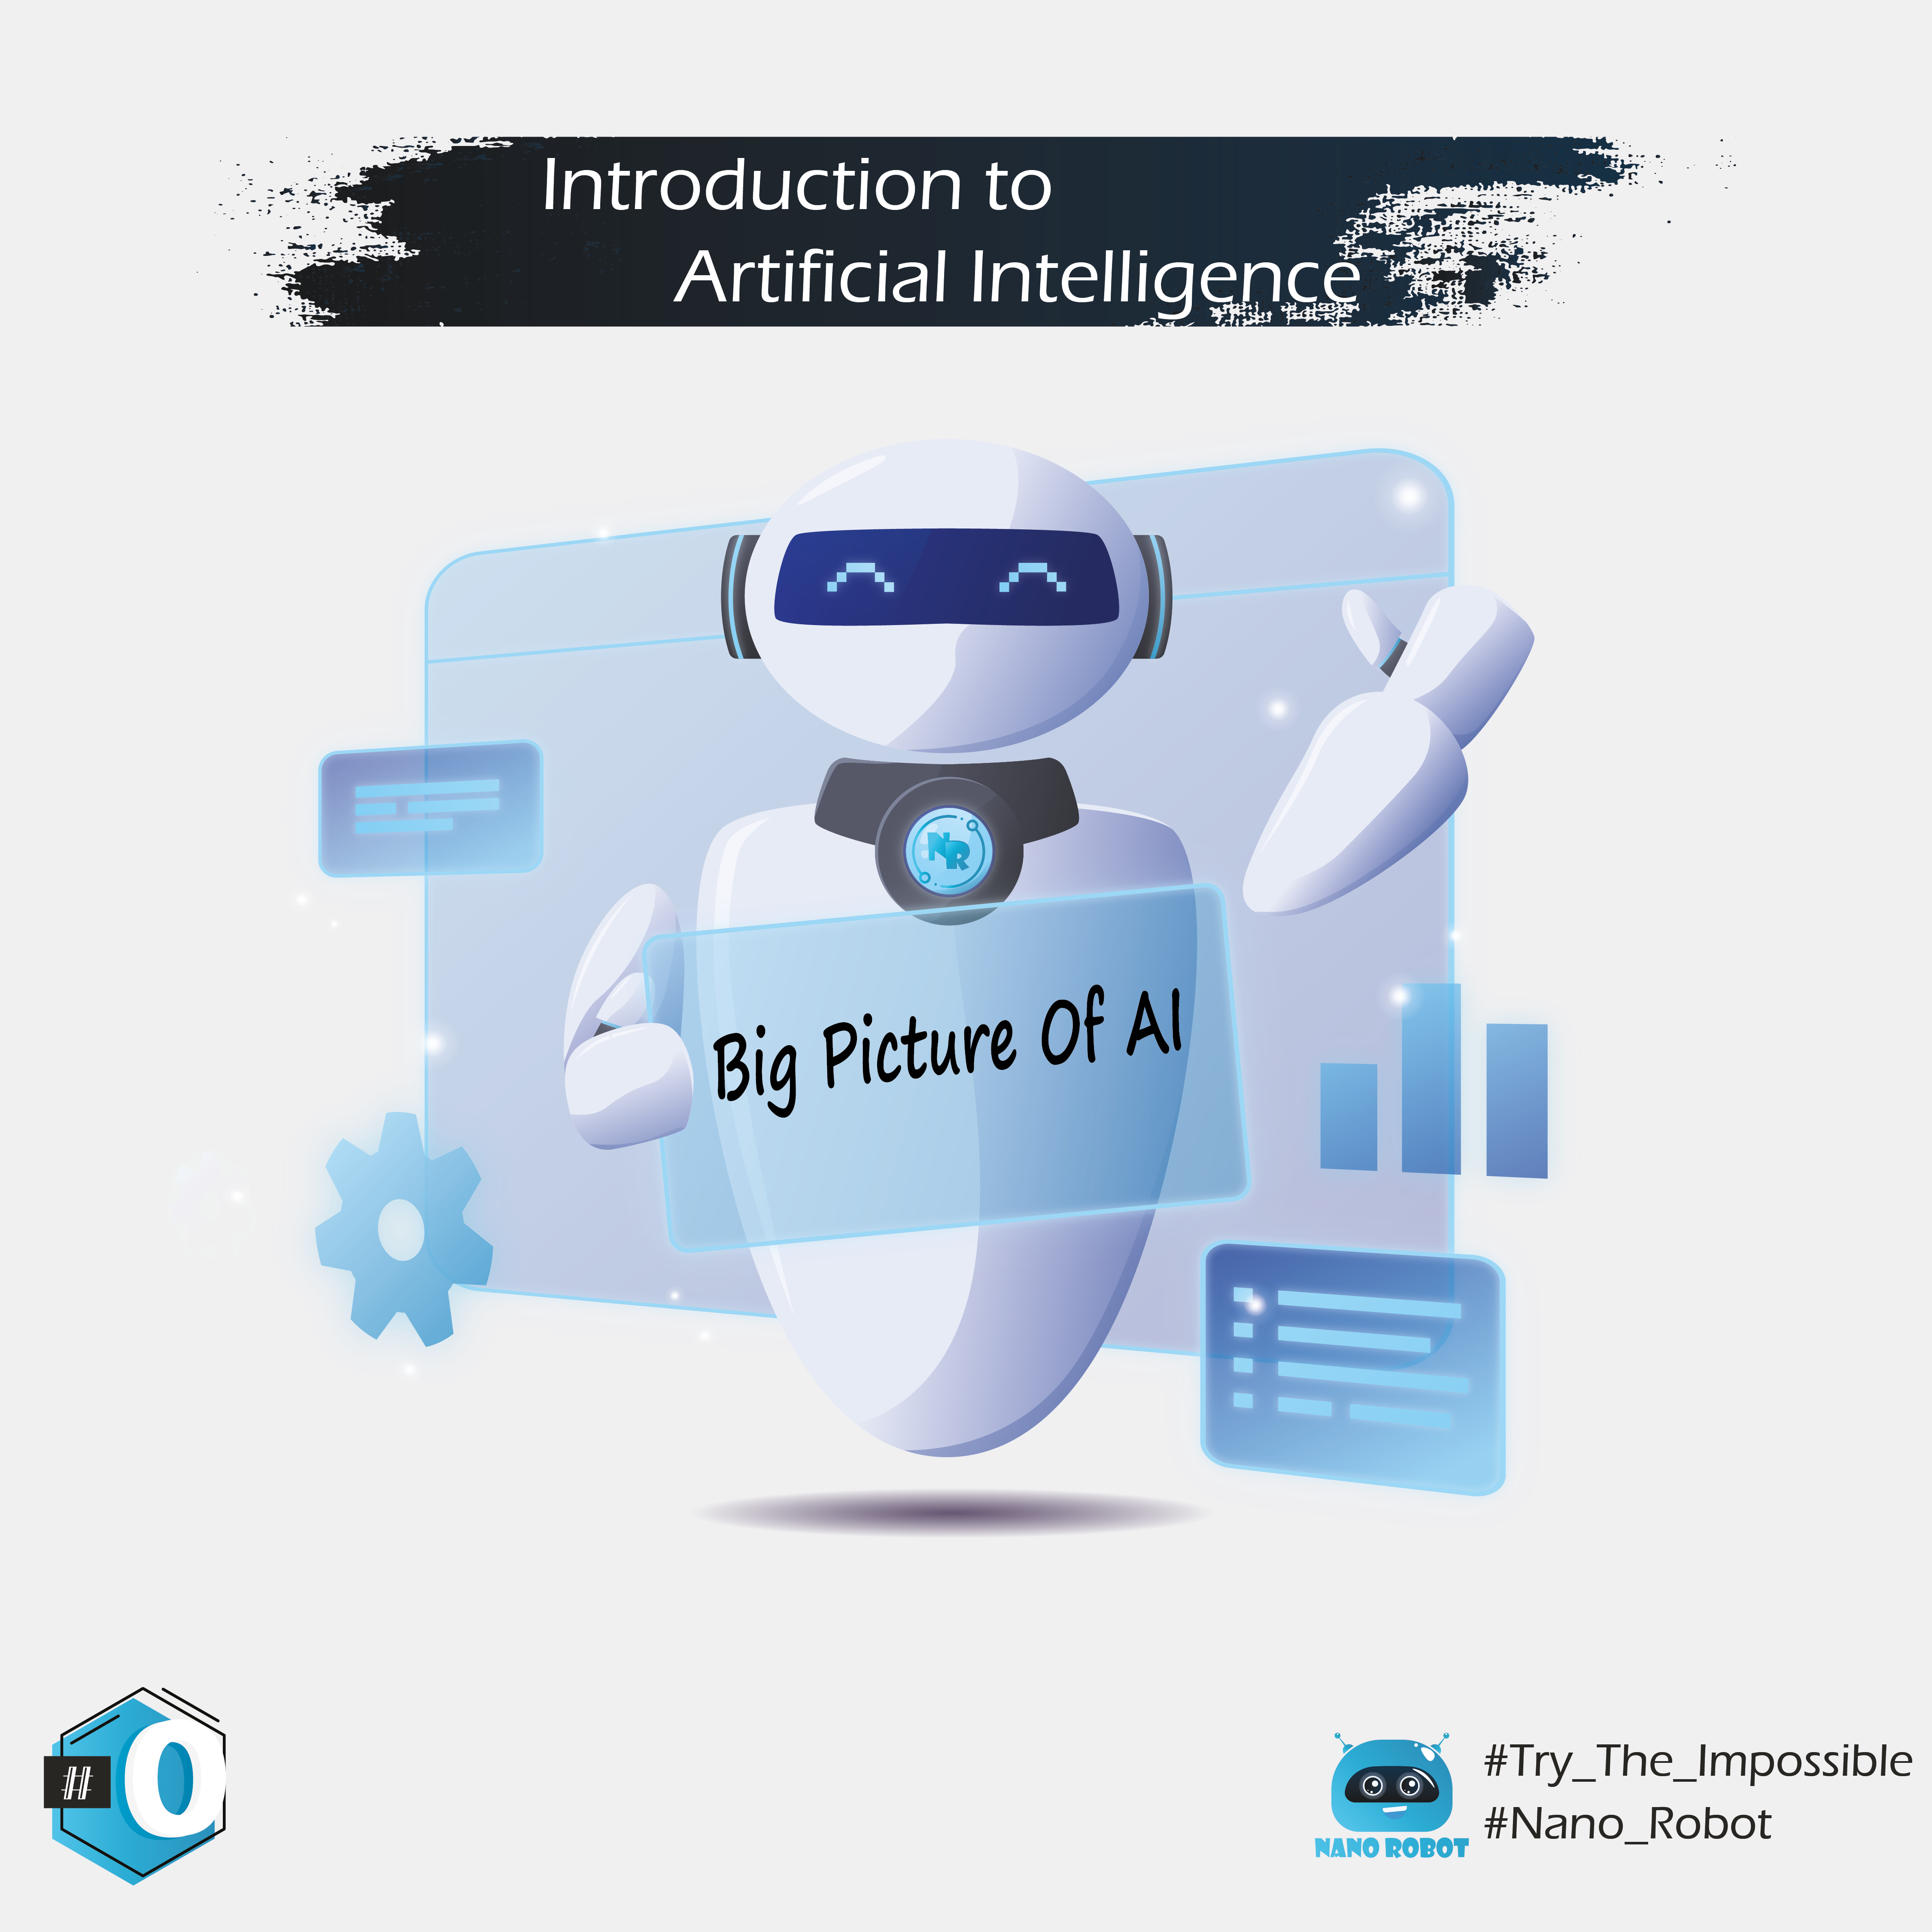 Introduction to
Artificial Intelligence
NR
Big Picture Of AI
#0
#Try_The_Impossible
#Nano_Robot
NANO ROBOT